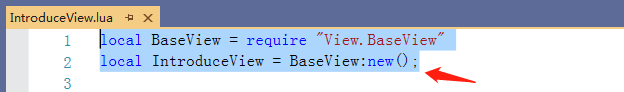 IntroduceView.lua
1 local BaseView = require "View.BaseView"
2 local IntroduceView = BaseView:new();
3